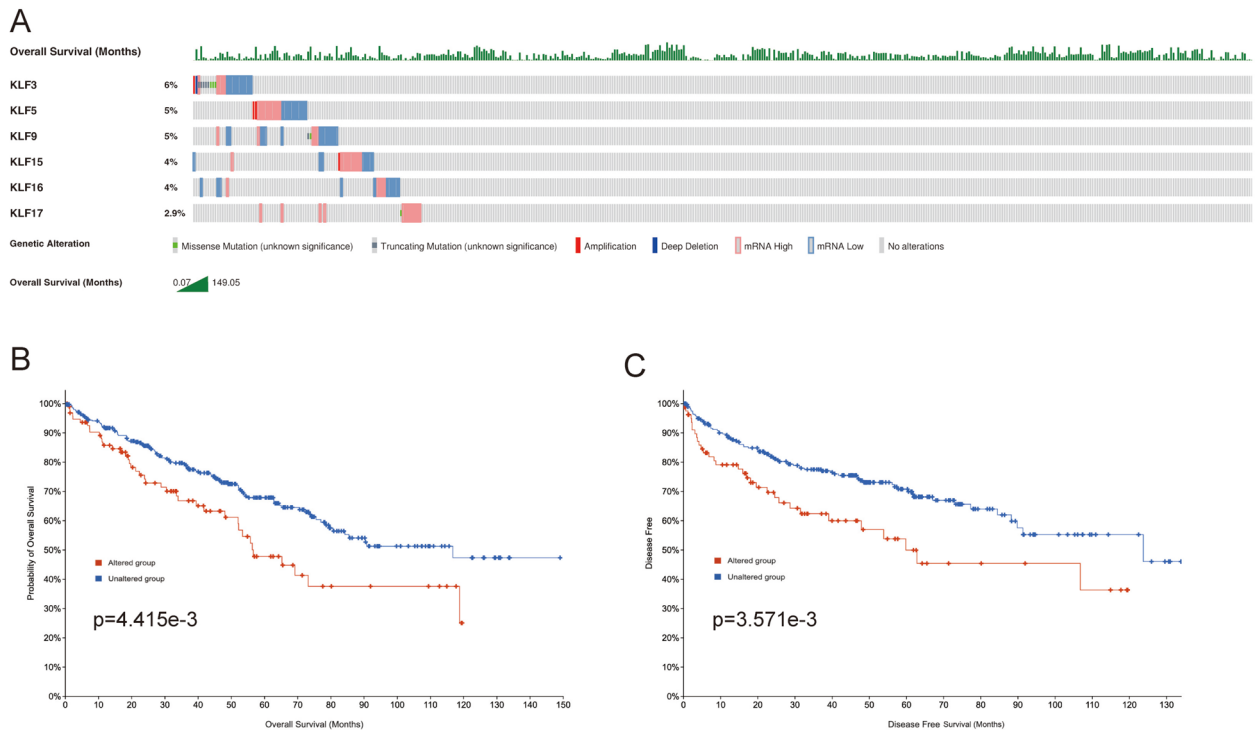 A
Overall Survival (Months)
KLF3 6%
KLF5 5%
KLF9 5%
KLF15 4%
KLF16 4%
KLF17 2.9%
Genetic Alteration Missense Mutation (unknown significance) Truncating Mutation (unknown significance) Amplification Deep Deletion mRNA High mRNA Low No alterations
Overall Survival (Months) 0.07 149.05
B
100%
90%
80%
70%
60%
50%
40%
30%
20%
10%
0%
Probability of Overall Survival
Altered group
Unaltered group
p=4.415e-3
0 10 20 30 40 50 60 70 80 90 100 110 120 130 140 150
Overall Survival (Months)
C
100%
90%
80%
70%
60%
50%
40%
30%
20%
10%
0%
Disease Free
Altered group
Unaltered group
p=3.571e-3
0 10 20 30 40 50 60 70 80 90 100 110 120 130
Disease Free Survival (Months)